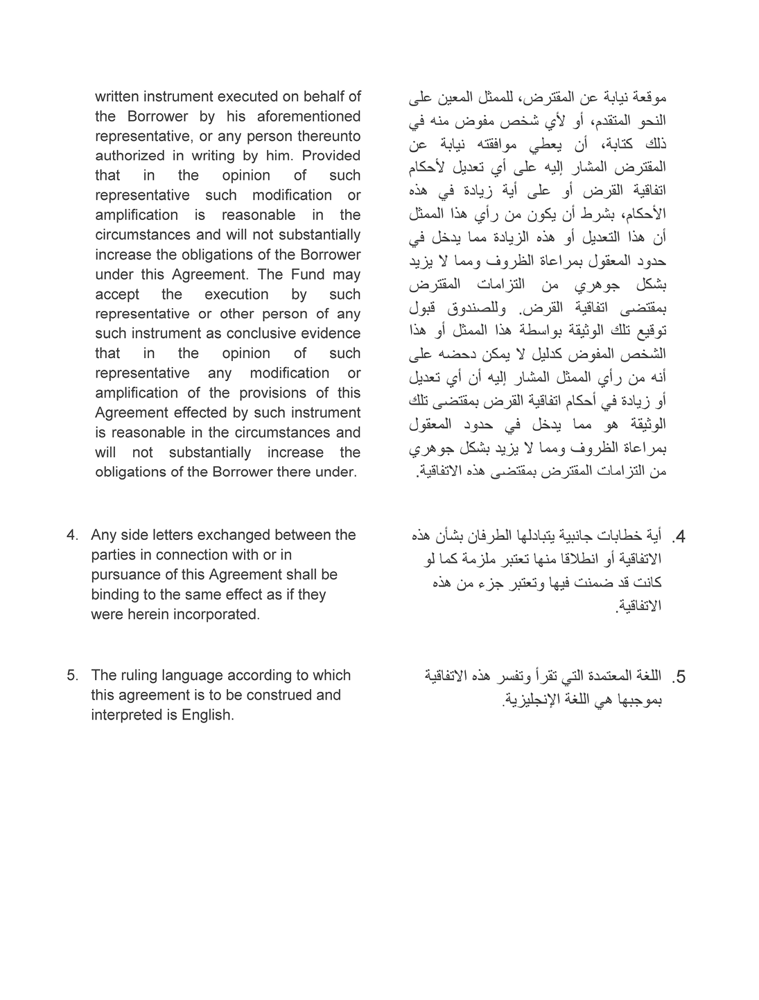 written instrument executed on behalf of
the Borrower by his aforementioned
representative, or any person thereunto
authorized in writing by him. Provided
that in the opinion of such
representative such modification or
amplification is reasonable in the
circumstances and will not substantially
increase the obligations of the Borrower
under this Agreement. The Fund may
accept the execution by such
representative or other person of any
such instrument as conclusive evidence
that in the opinion of such
representative any modification or
amplification of the provisions of this
Agreement effected by such instrument
is reasonable in the circumstances and
will not substantially increase the
obligations of the Borrower there under.
4. Any side letters exchanged between the
parties in connection with or in
pursuance of this Agreement shall be
binding to the same effect as if they
were herein incorporated.
5. The ruling language according to which
this agreement is to be construed and
interpreted is English.
موقعة نيابة عن المقترض، للممثل المعين على
النحو المتقدم، أو لأي شخص مفوض منه في
ذلك كتابة، أن يعطي موافقته نيابة عن
المقترض المشار إليه على أي تعديل لأحكام
اتفاقية القرض أو على أية زيادة في هذه
الأحكام، بشرط أن يكون من رأي هذا الممثل
أن هذا التعديل أو هذه الزيادة مما يدخل في
حدود المعقول بمراعاة الظروف ومما لا يزيد
بشكل جوهري من التزامات المقترض
بمقتضى اتفاقية القرض. وللصندوق قبول
توقيع تلك الوثيقة بواسطة هذا الممثل أو هذا
الشخص المفوض كدليل لا يمكن دحضه على
أنه من رأي الممثل المشار إليه أن أي تعديل
أو زيادة في أحكام اتفاقية القرض بمقتضى تلك
الوثيقة هو مما يدخل في حدود المعقول
بمراعاة الظروف ومما لا يزيد بشكل جوهري
من التزامات المقترض بمقتضى هذه الاتفاقية.
4. أية خطابات جانبية يتبادلها الطرفان بشأن هذه
الاتفاقية أو انطلاقا منها تعتبر ملزمة كما لو
كانت قد ضمنت فيها وتعتبر جزء من هذه
الاتفاقية.
5. اللغة المعتمدة التي تقرأ وتفسر هذه الاتفاقية
بموجبها هي اللغة الإنجليزية.